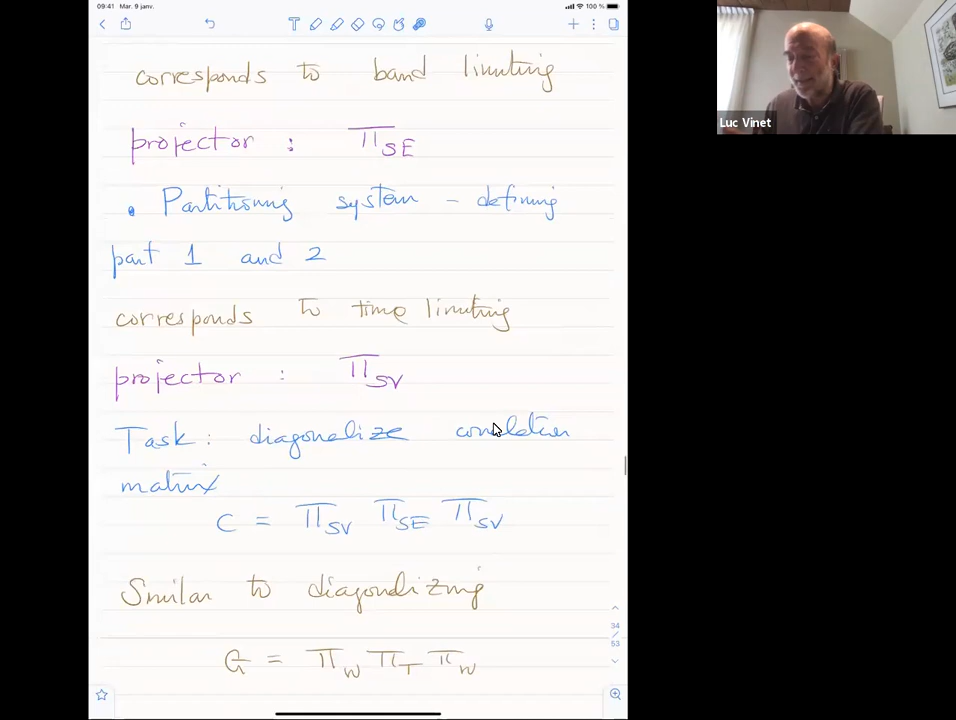 09:41 Mar. 9 janv.
100 %
corresponds to band limiting
projector : Π_SE
• Partitioning system - defining
part 1 and 2
corresponds to time limiting
projector : Π_SV
Task: diagonalize correlation
matrix
C = Π_SV Π_SE Π_SV
Similar to diagonalizing
G = Π_W Π_T Π_W
34
/
53
Luc Vinet